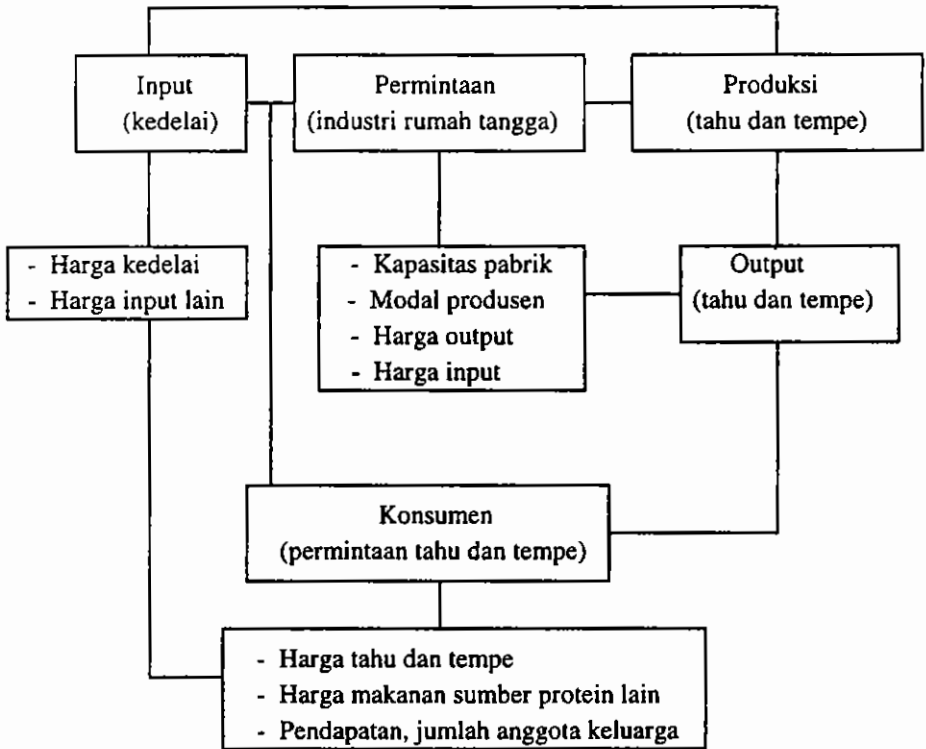 Input
(kedelai)
Permintaan
(industri rumah tangga)
Produksi
(tahu dan tempe)
- Harga kedelai
- Harga input lain
- Kapasitas pabrik
- Modal produsen
- Harga output
- Harga input
Output
(tahu dan tempe)
Konsumen
(permintaan tahu dan tempe)
- Harga tahu dan tempe
- Harga makanan sumber protein lain
- Pendapatan, jumlah anggota keluarga